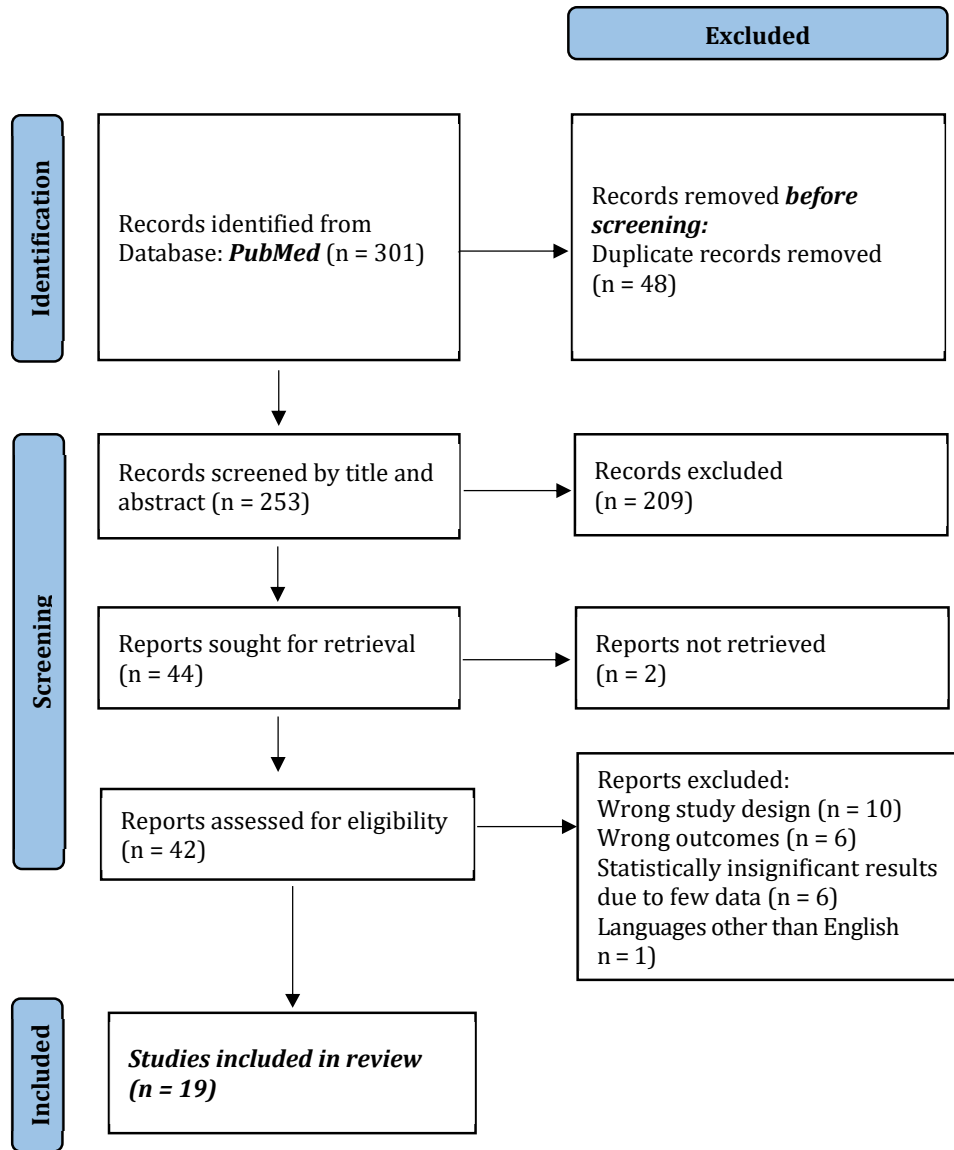 Excluded
Identification
Records identified from
Database: PubMed (n = 301)
Records removed before
screening:
Duplicate records removed
(n = 48)
Screening
Records screened by title and
abstract (n = 253)
Records excluded
(n = 209)
Reports sought for retrieval
(n = 44)
Reports not retrieved
(n = 2)
Reports assessed for eligibility
(n = 42)
Reports excluded:
Wrong study design (n = 10)
Wrong outcomes (n = 6)
Statistically insignificant results
due to few data (n = 6)
Languages other than English
n = 1)
Included
Studies included in review
(n = 19)